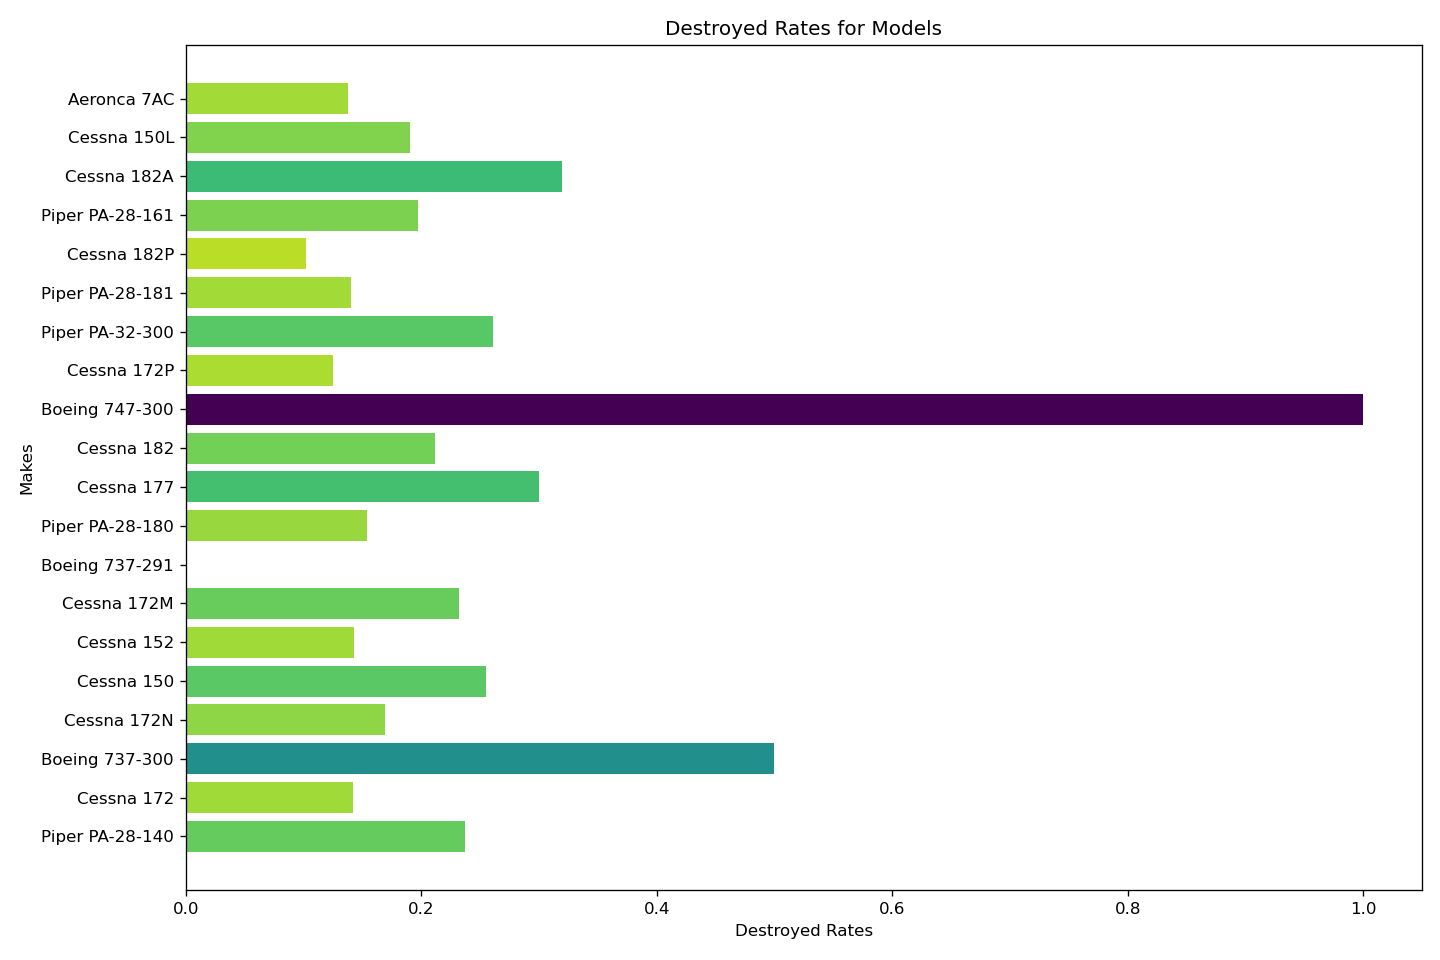 Destroyed Rates for Models
Aeronca 7AC
Cessna 150L
Cessna 182A
Piper PA-28-161
Cessna 182P
Piper PA-28-181
Piper PA-32-300
Cessna 172P
Boeing 747-300
Cessna 182
Cessna 177
Piper PA-28-180
Boeing 737-291
Cessna 172M
Cessna 152
Cessna 150
Cessna 172N
Boeing 737-300
Cessna 172
Piper PA-28-140
Makes
0.0 0.2 0.4 0.6 0.8 1.0
Destroyed Rates